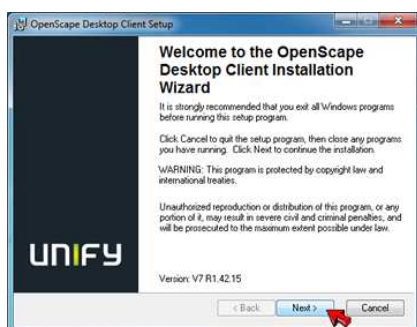 OpenScape Desktop Client Setup
Welcome to the OpenScape
Desktop Client Installation
Wizard
It is strongly recommended that you exit all Windows programs
before running this setup program.
Click Cancel to quit the setup program, then close any programs
you have running. Click Next to continue the installation.
WARNING: This program is protected by copyright law and
international treaties.
Unauthorized reproduction or distribution of this program, or any
portion of it, may result in severe civil and criminal penalties, and
will be prosecuted to the maximum extent possible under law.
UNIFY
Version: V7 R1.42.15
< Back Next > Cancel